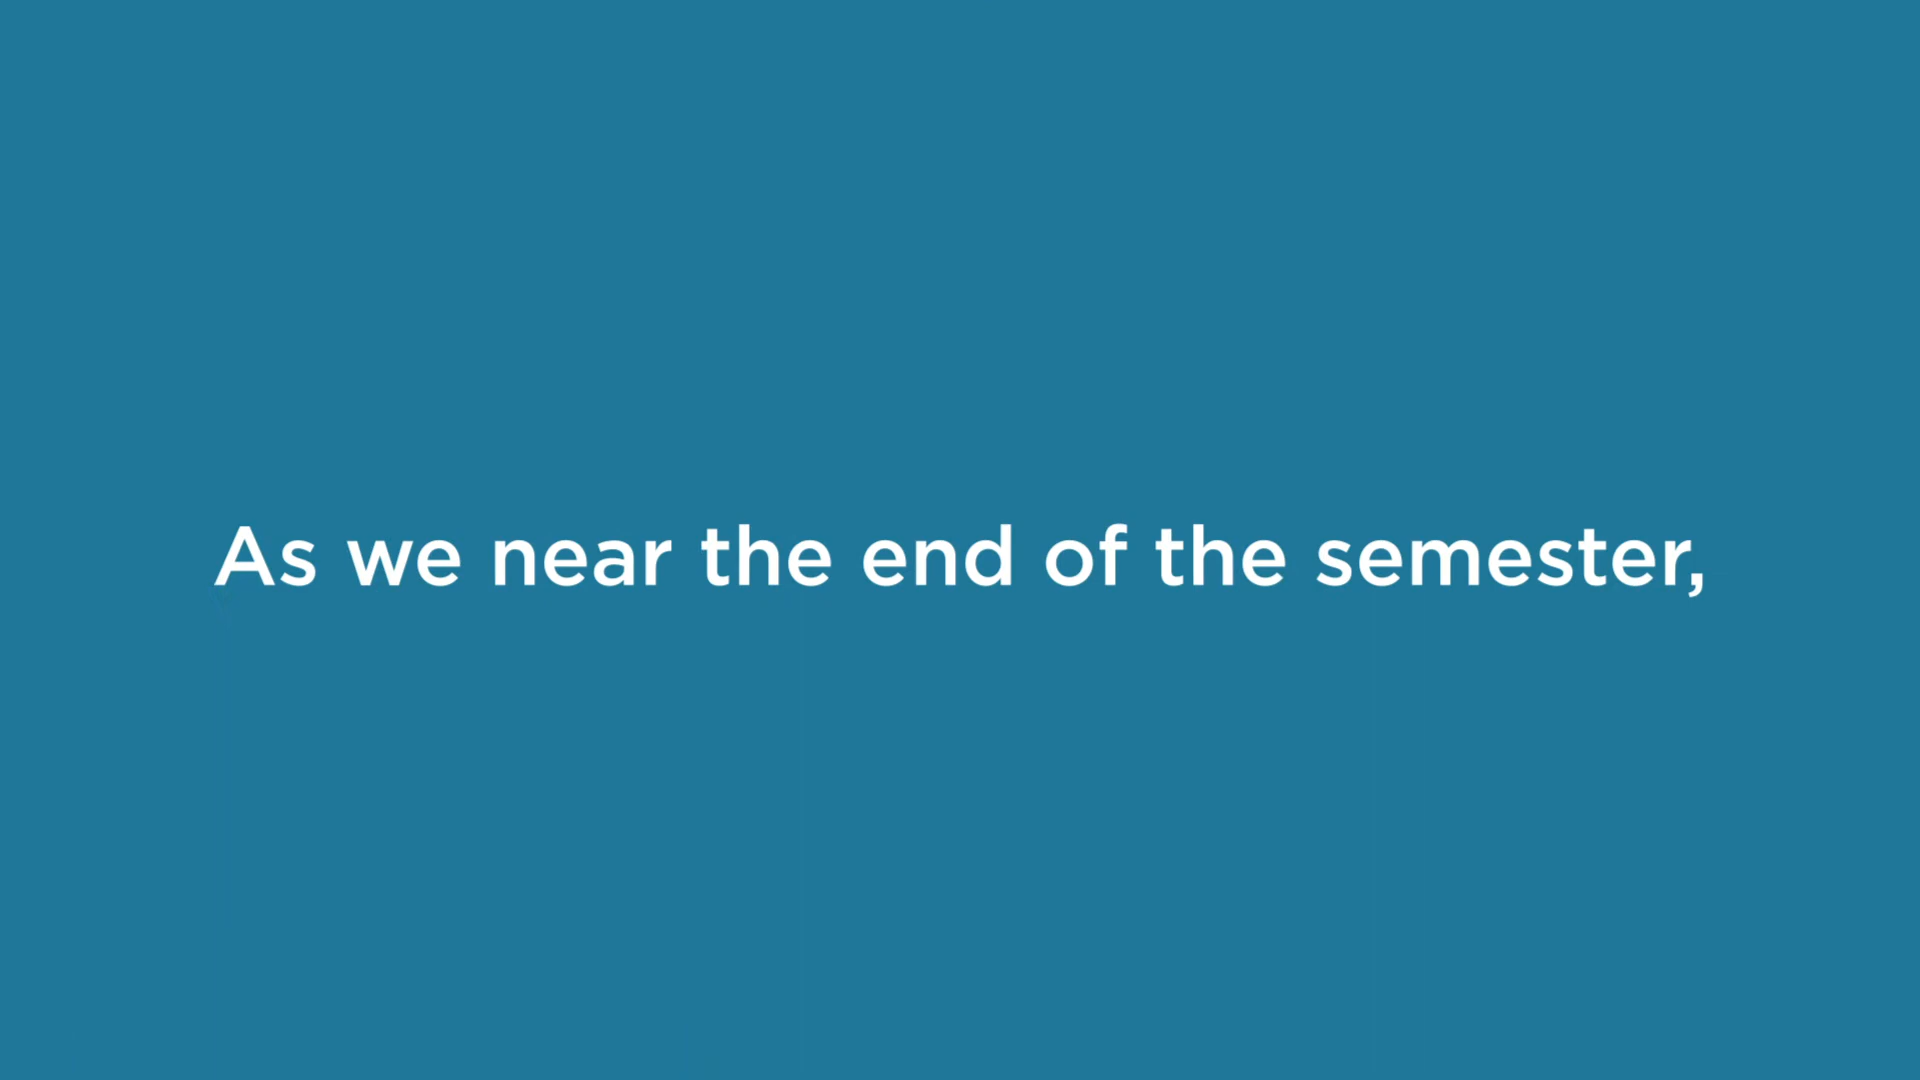 As we near the end of the semester,